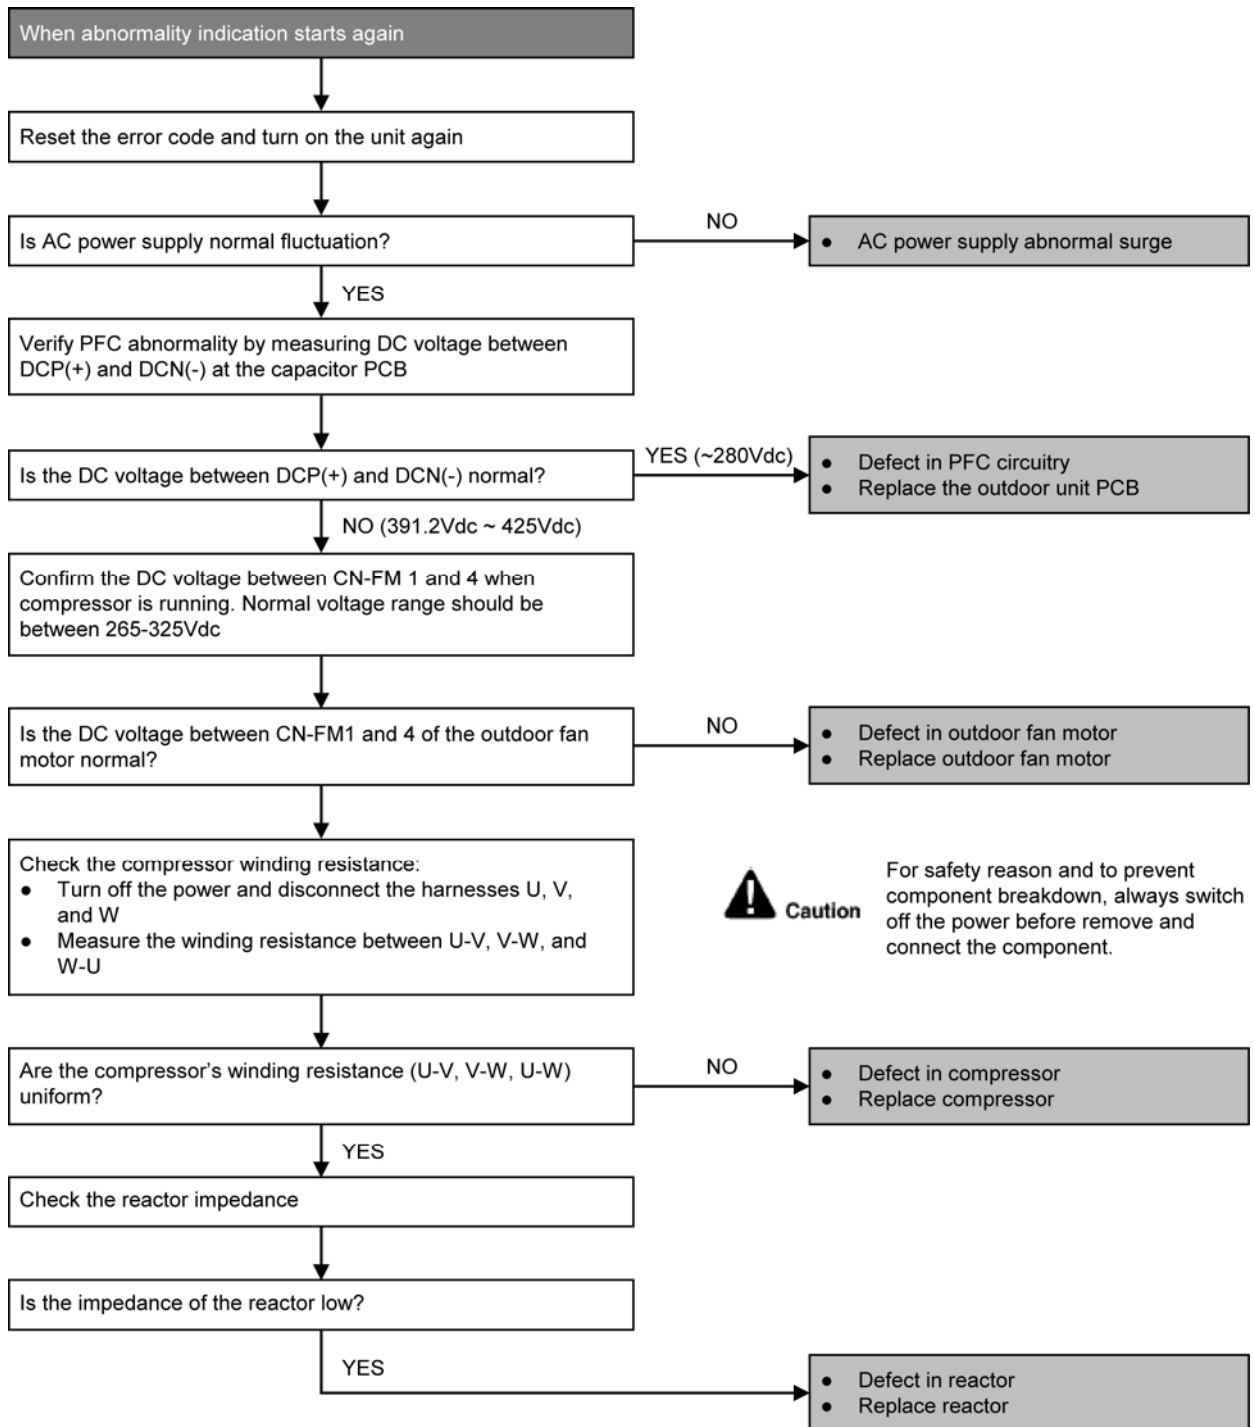 When abnormality indication starts again
Reset the error code and turn on the unit again
Is AC power supply normal fluctuation?
NO
● AC power supply abnormal surge
YES
Verify PFC abnormality by measuring DC voltage between
DCP(+) and DCN(-) at the capacitor PCB
Is the DC voltage between DCP(+) and DCN(-) normal?
YES (~280Vdc)
● Defect in PFC circuitry
● Replace the outdoor unit PCB
NO (391.2Vdc ~ 425Vdc)
Confirm the DC voltage between CN-FM 1 and 4 when
compressor is running. Normal voltage range should be
between 265-325Vdc
Is the DC voltage between CN-FM1 and 4 of the outdoor fan
motor normal?
NO
● Defect in outdoor fan motor
● Replace outdoor fan motor
Check the compressor winding resistance:
● Turn off the power and disconnect the harnesses U, V,
and W
● Measure the winding resistance between U-V, V-W, and
W-U
Caution
For safety reason and to prevent
component breakdown, always switch
off the power before remove and
connect the component.
Are the compressor’s winding resistance (U-V, V-W, U-W)
uniform?
NO
● Defect in compressor
● Replace compressor
YES
Check the reactor impedance
Is the impedance of the reactor low?
YES
● Defect in reactor
● Replace reactor